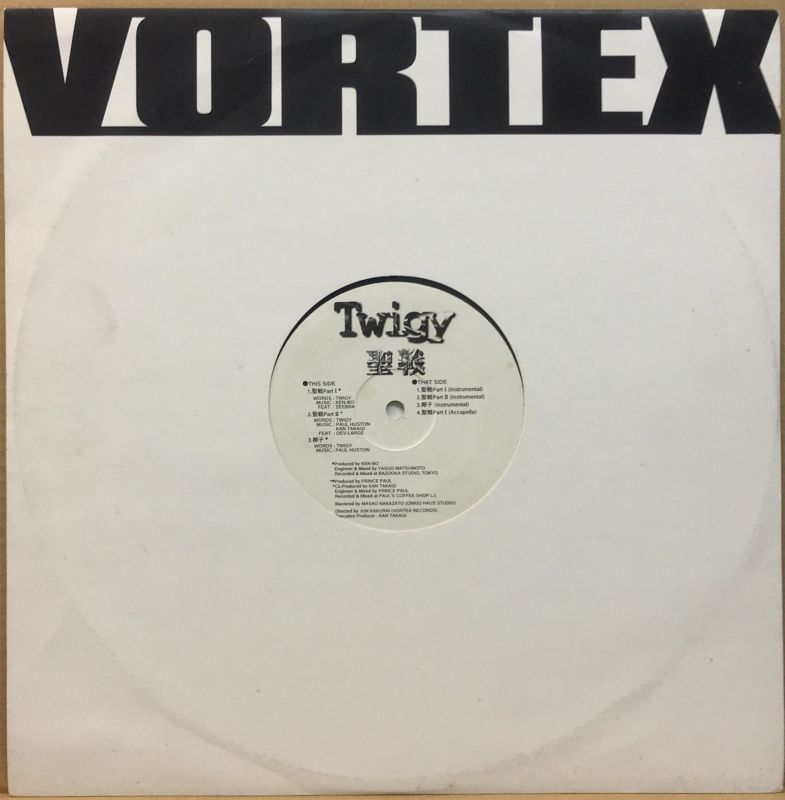 VORTEX
Twigy
聖戦
●THIS SIDE
1.聖戦Part I *
WORDS : TWIGY
MUSIC : KEN-BO
FEAT. : ZEEBRA
2.聖戦Part II *
WORDS : TWIGY
MUSIC : PAUL HUSTON
KAN TAKAGI
FEAT. : DEV-LARGE
3.椰子 *
WORDS : TWIGY
MUSIC : PAUL HUSTON
●THAT SIDE
1.聖戦Part I (Instrumental)
2.聖戦Part II (Instrumental)
3.椰子 (Instrumental)
4.聖戦Part I (Accapella)
*Produced by KEN-BO
Engineer & Mixed by YASUO MATSUMOTO
Recorded & Mixed at BAZOOKA STUDIO, TOKYO
**Produced by PRINCE PAUL
*Co.Produced by KAN TAKAGI
Engineer & Mixed by PRINCE PAUL
Recorded & Mixed at PAUL'S COFFEE SHOP L.I.
Mastered by MASAO NAKAZATO (ONKIO HAUS STUDIO)
Directed by JUN KAKURAI (VORTEX RECORDS)
Executive Producer : KAN TAKAGI